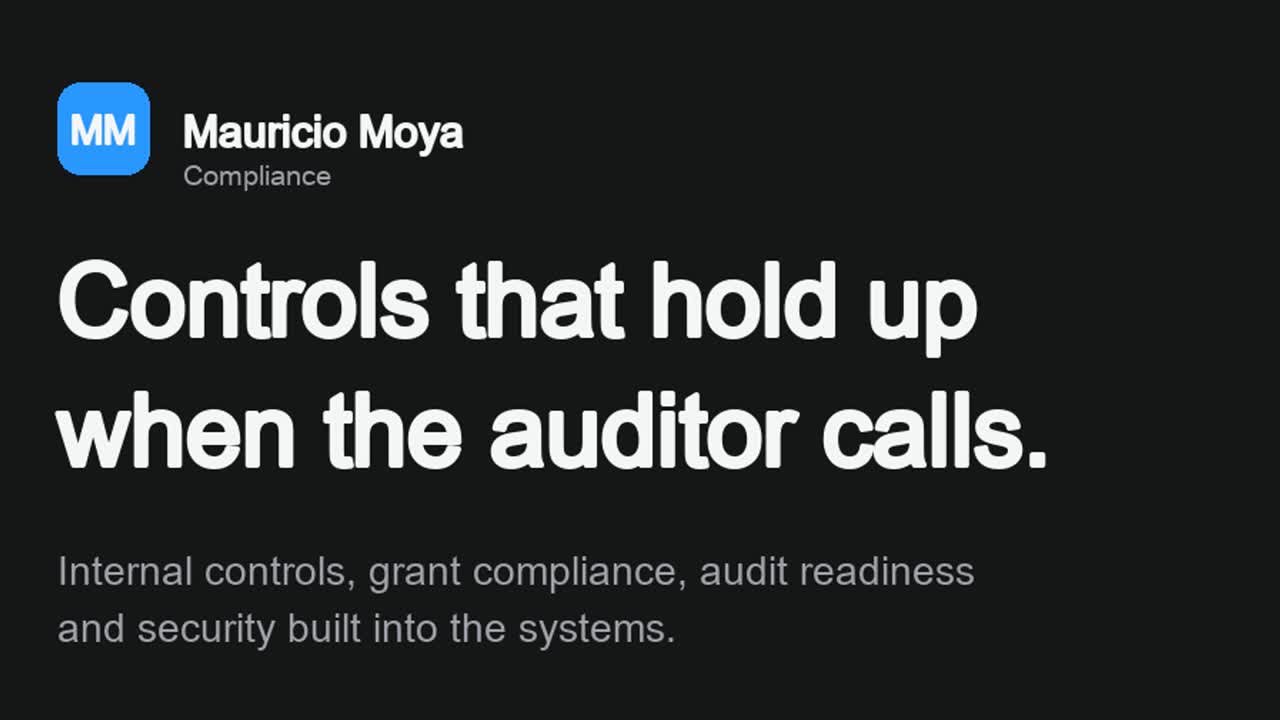 MM
Mauricio Moya
Compliance
Controls that hold up
when the auditor calls.
Internal controls, grant compliance, audit readiness
and security built into the systems.